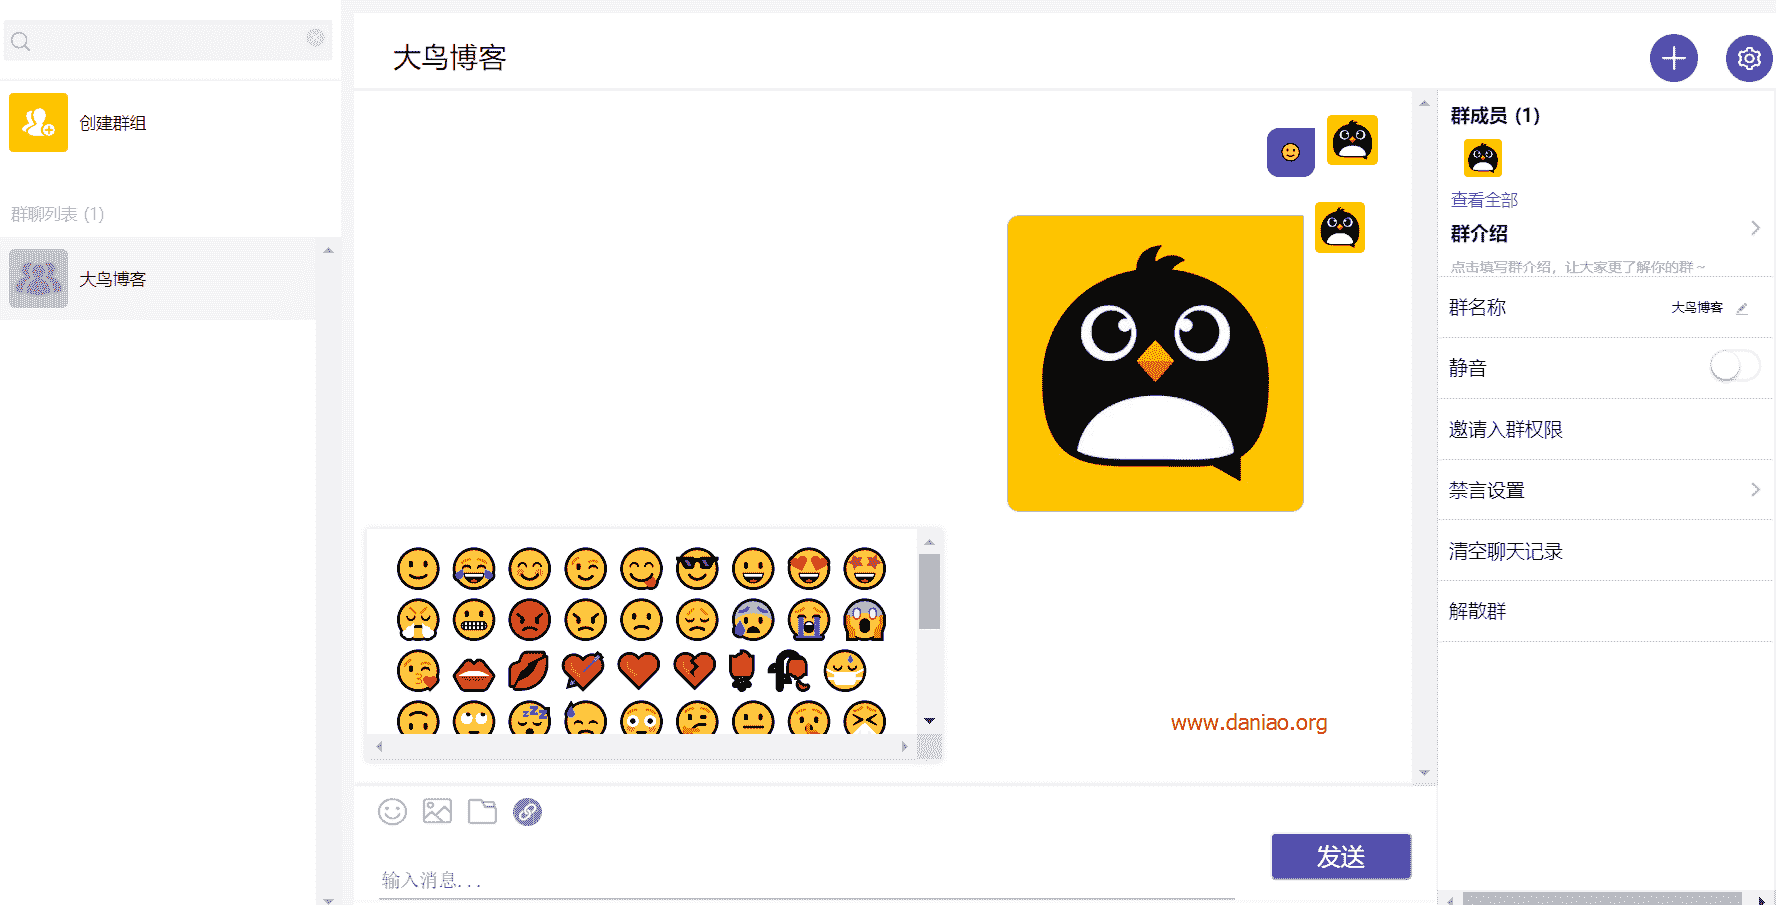 创建群组
群聊列表 (1)
大鸟博客
大鸟博客
www.daniao.org
输入消息...
发送
群成员 (1)
查看全部
群介绍
点击填写群介绍，让大家更了解你的群～
群名称
大鸟博客
静音
邀请入群权限
禁言设置
清空聊天记录
解散群